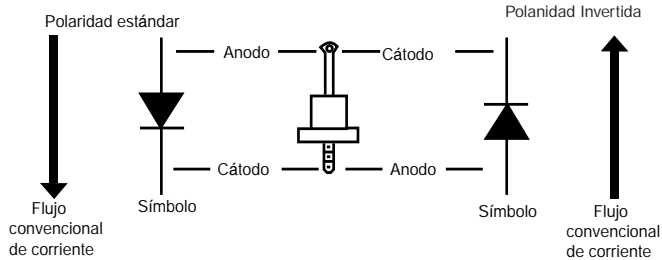 Polaridad estándar
Polanidad Invertida
Anodo
Cátodo
Cátodo
Anodo
Símbolo
Símbolo
Flujo
convencional
de corriente
Flujo
convencional
de corriente